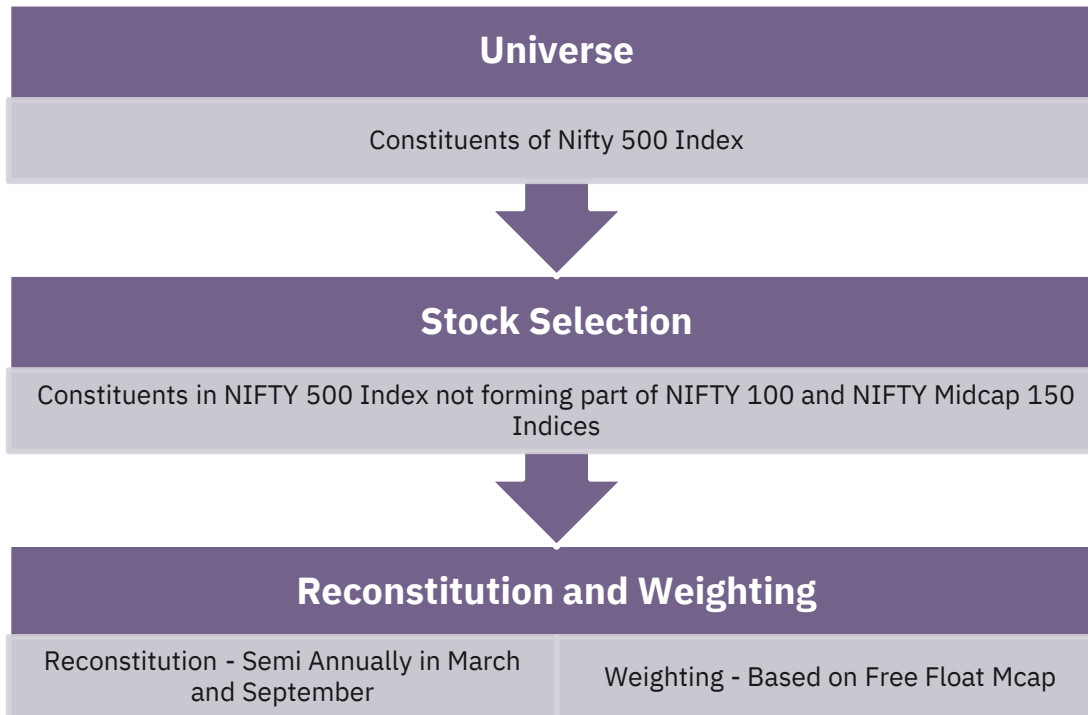 Universe
Constituents of Nifty 500 Index
Stock Selection
Constituents in NIFTY 500 Index not forming part of NIFTY 100 and NIFTY Midcap 150
Indices
Reconstitution and Weighting
Reconstitution - Semi Annually in March
and September
Weighting - Based on Free Float Mcap